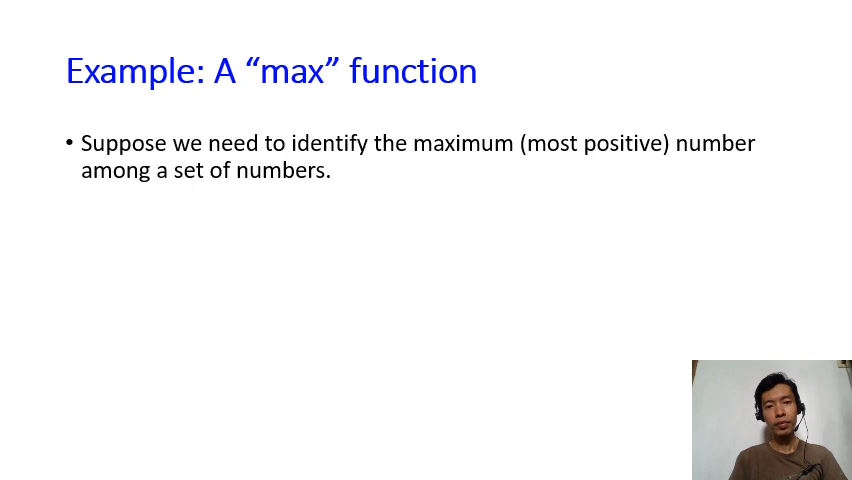 Example: A “max” function
• Suppose we need to identify the maximum (most positive) number
among a set of numbers.